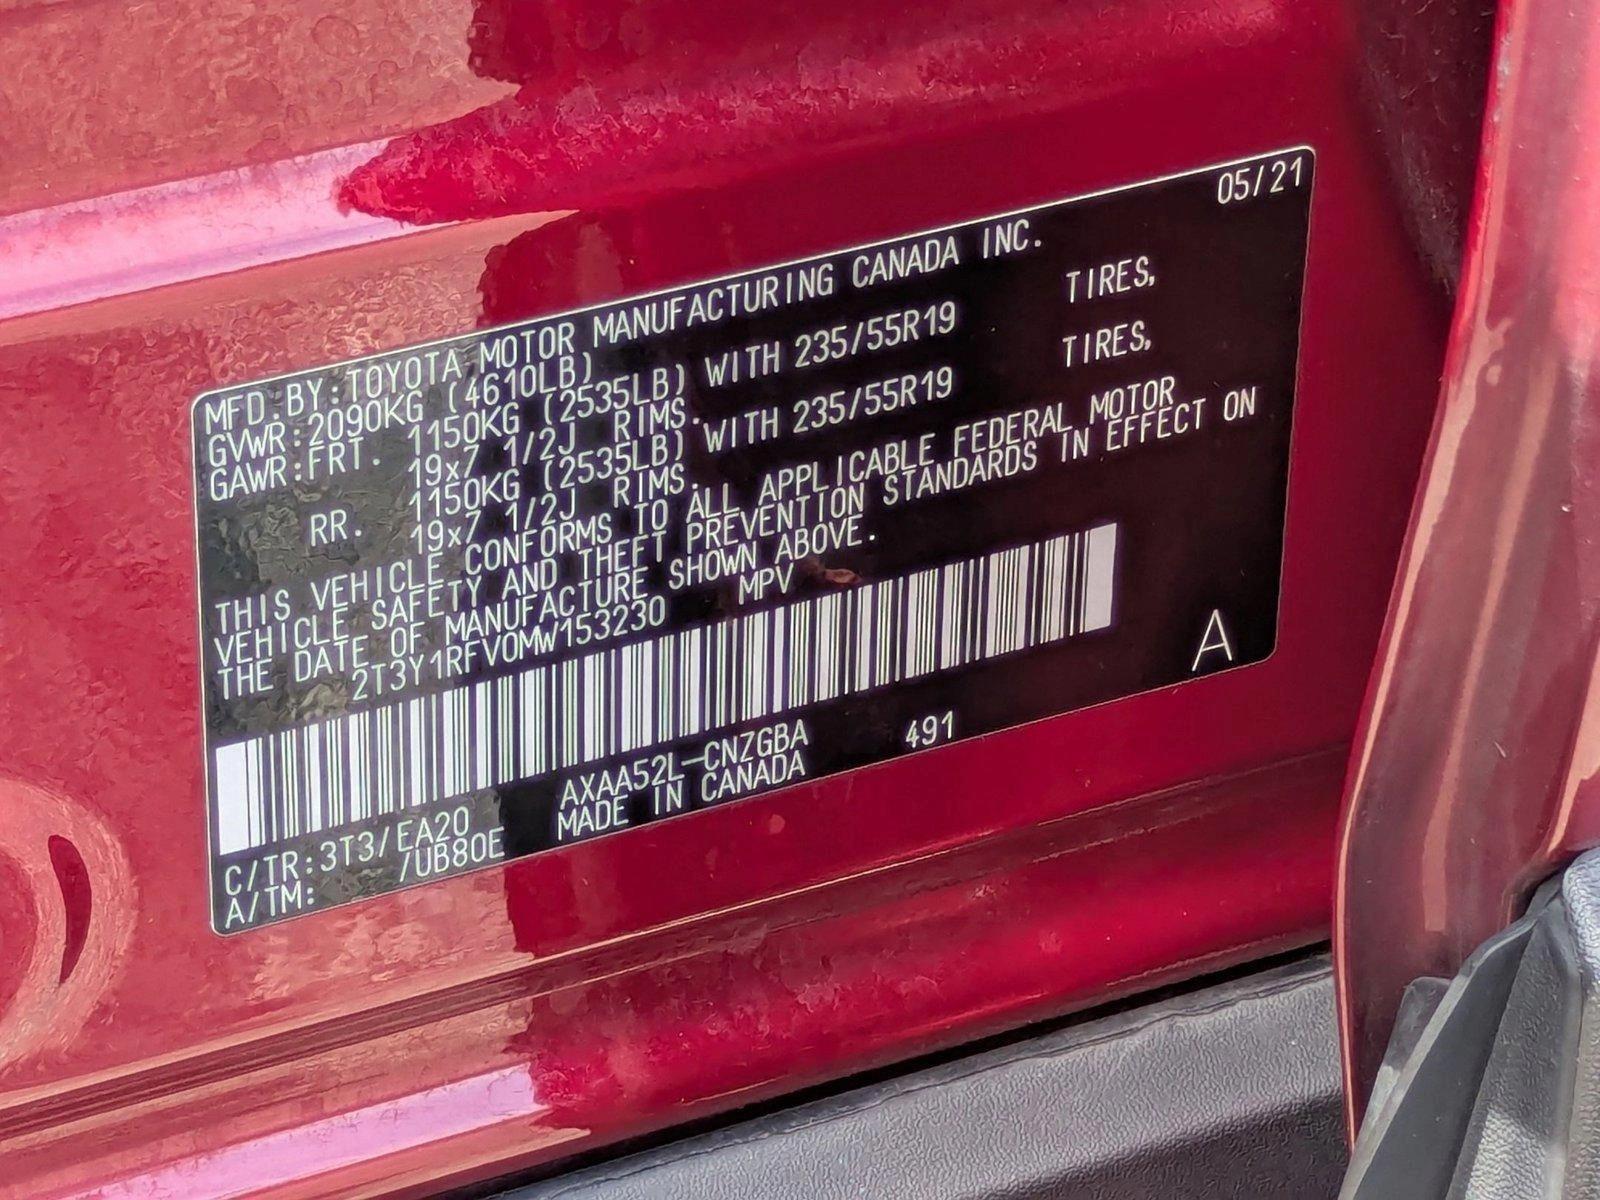 05/21
MFD.BY:TOYOTA MOTOR MANUFACTURING CANADA INC.
GVWR:2090KG (4610LB)
GAWR:FRT. 1150KG (2535LB) WITH 235/55R19 TIRES,
19x7 1/2J RIMS.
RR. 1150KG (2535LB) WITH 235/55R19 TIRES,
19x7 1/2J RIMS.
THIS VEHICLE CONFORMS TO ALL APPLICABLE FEDERAL MOTOR
VEHICLE SAFETY AND THEFT PREVENTION STANDARDS IN EFFECT ON
THE DATE OF MANUFACTURE SHOWN ABOVE.
2T3Y1RFV0MW153230 MPV
A
AXAA52L-CNZGBA 491
MADE IN CANADA
C/TR:3T3/EA20
A/TM: /UB80E